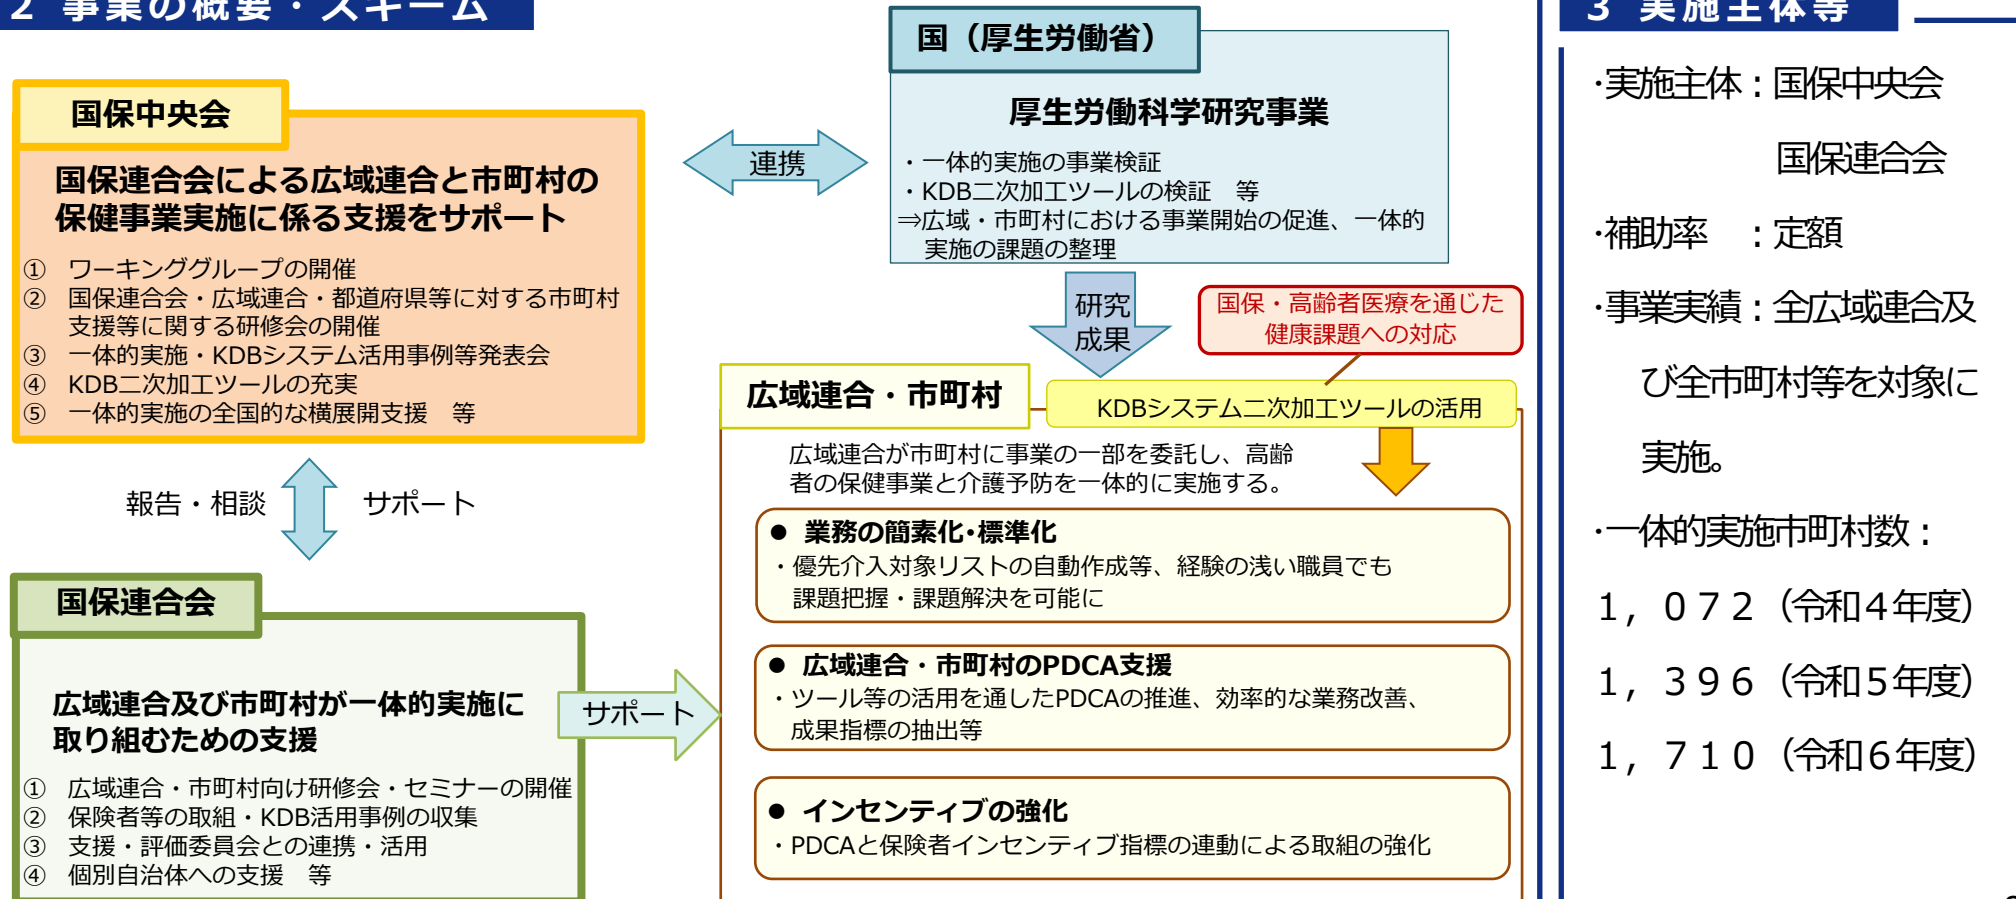 2 事業の概要・スキーム
国保中央会
国保連合会による広域連合と市町村の
保健事業実施に係る支援をサポート
① ワーキンググループの開催
② 国保連合会・広域連合・都道府県等に対する市町村
支援等に関する研修会の開催
③ 一体的実施・KDBシステム活用事例等発表会
④ KDB二次加工ツールの充実
⑤ 一体的実施の全国的な横展開支援 等
報告・相談
サポート
国保連合会
広域連合及び市町村が一体的実施に
取り組むための支援
① 広域連合・市町村向け研修会・セミナーの開催
② 保険者等の取組・KDB活用事例の収集
③ 支援・評価委員会との連携・活用
④ 個別自治体への支援 等
サポート
連携
国（厚生労働省）
厚生労働科学研究事業
・一体的実施の事業検証
・KDB二次加工ツールの検証 等
⇒広域・市町村における事業開始の促進、一体的
実施の課題の整理
研究
成果
国保・高齢者医療を通じた
健康課題への対応
広域連合・市町村
KDBシステム二次加工ツールの活用
広域連合が市町村に事業の一部を委託し、高齢
者の保健事業と介護予防を一体的に実施する。
● 業務の簡素化・標準化
・優先介入対象リストの自動作成等、経験の浅い職員でも
課題把握・課題解決を可能に
● 広域連合・市町村のPDCA支援
・ツール等の活用を通したPDCAの推進、効率的な業務改善、
成果指標の抽出等
● インセンティブの強化
・PDCAと保険者インセンティブ指標の連動による取組の強化
3 実施主体等
・実施主体：国保中央会
国保連合会
・補助率 ：定額
・事業実績：全広域連合及
び全市町村等を対象に
実施。
・一体的実施市町村数：
１，０７２（令和４年度）
１，３９６（令和５年度）
１，７１０（令和６年度）